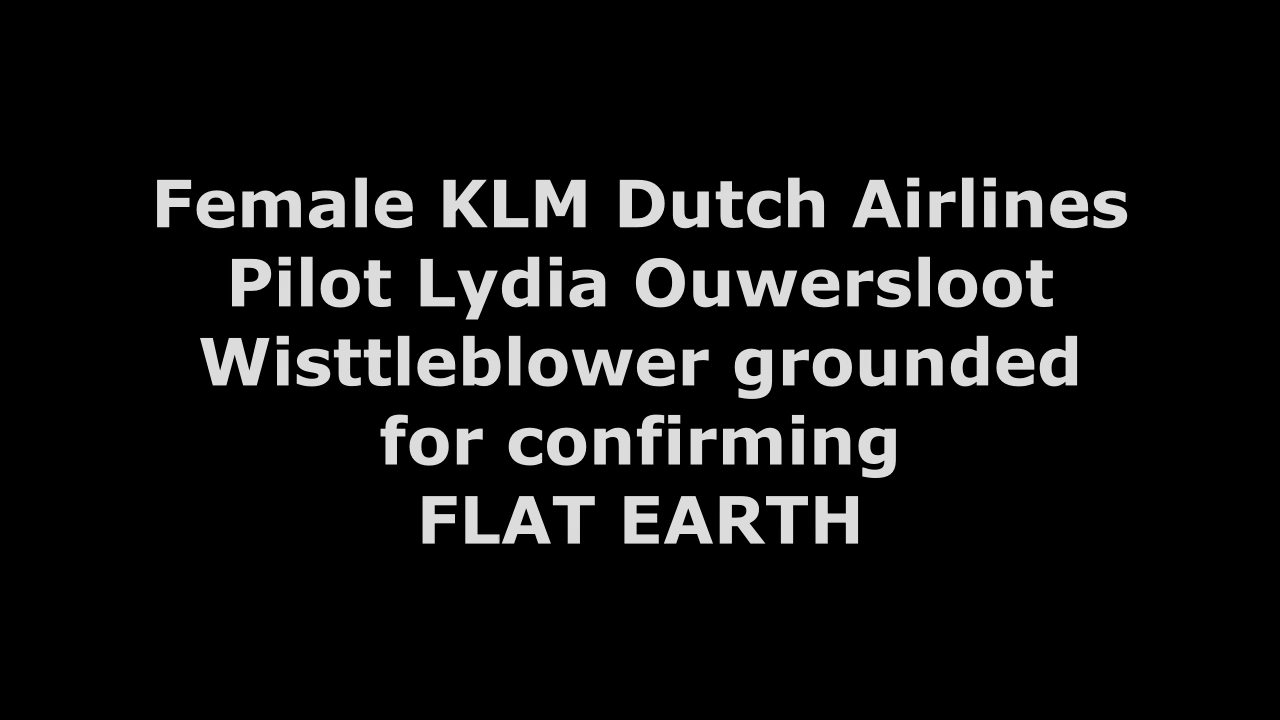 Female KLM Dutch Airlines
Pilot Lydia Ouwersloot
Wisttleblower grounded
for confirming
FLAT EARTH